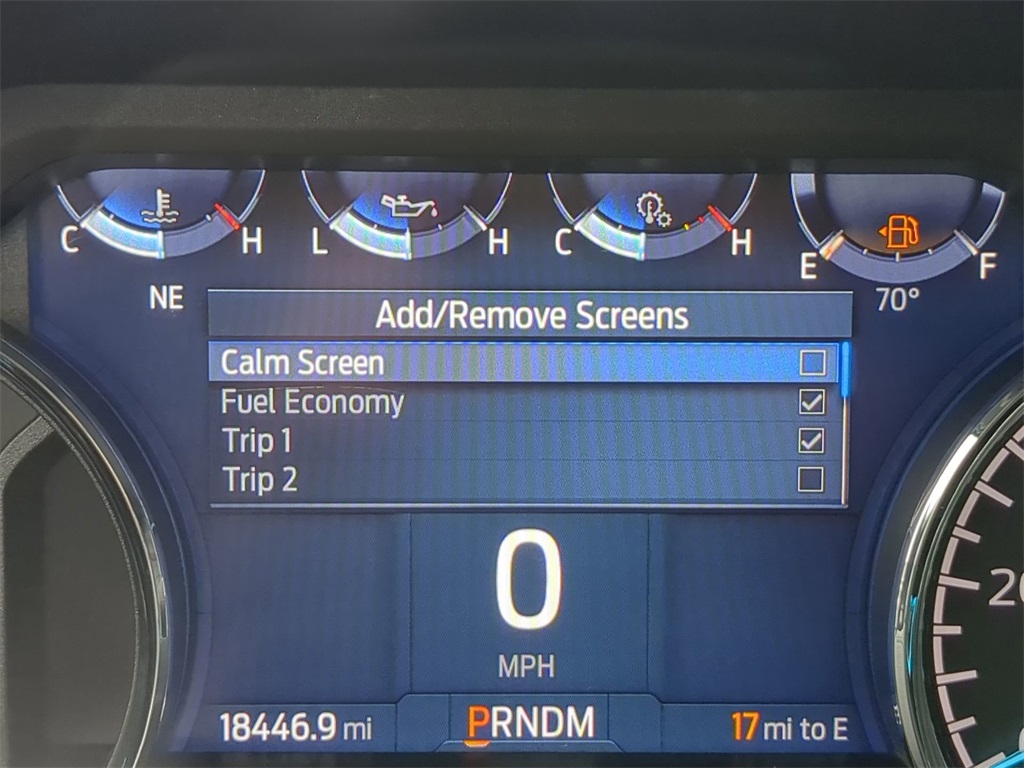 C H L H C H E F
NE
70°
Add/Remove Screens
Calm Screen
Fuel Economy
Trip 1
Trip 2
0
MPH
18446.9 mi
PRNDM
17 mi to E